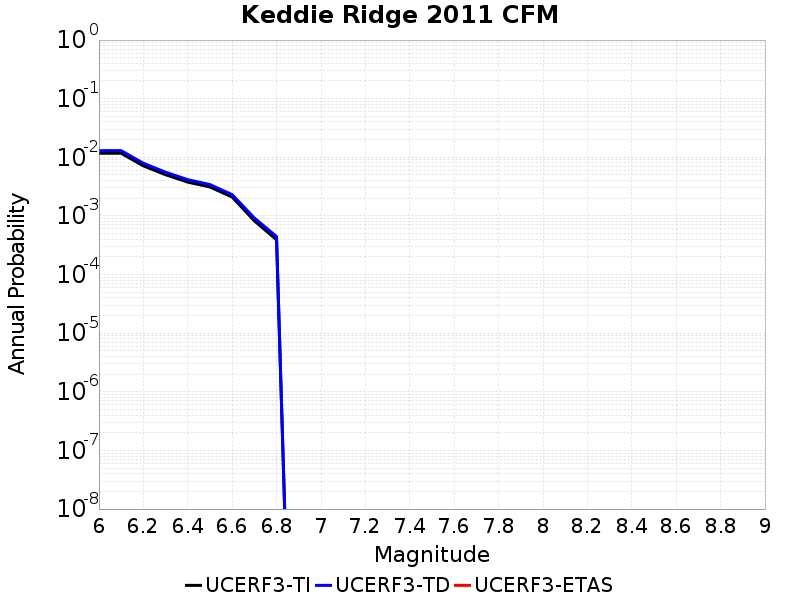 Keddie Ridge 2011 CFM
Annual Probability
10^0
10^-1
10^-2
10^-3
10^-4
10^-5
10^-6
10^-7
10^-8
6 6.2 6.4 6.6 6.8 7 7.2 7.4 7.6 7.8 8 8.2 8.4 8.6 8.8 9
Magnitude
UCERF3-TI UCERF3-TD UCERF3-ETAS